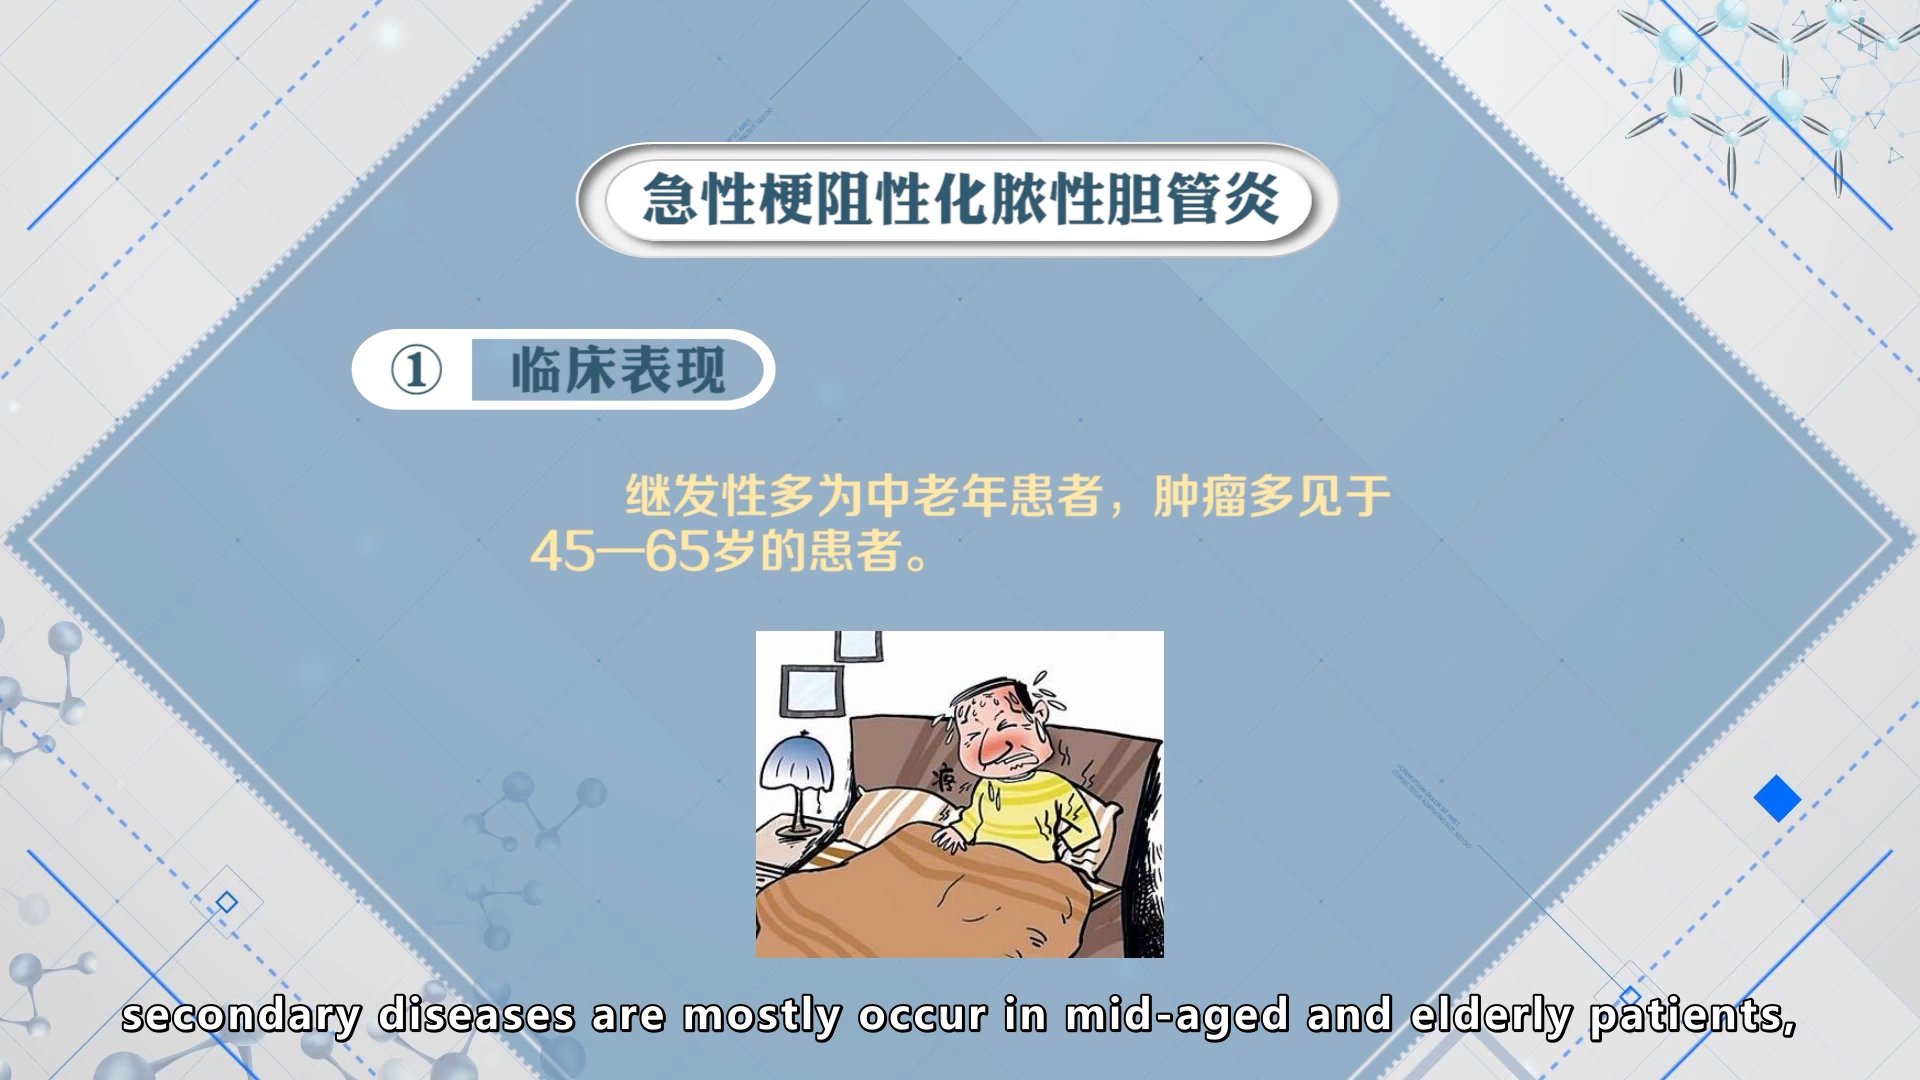 急性梗阻性化脓性胆管炎
① 临床表现
继发性多为中老年患者，肿瘤多见于
45—65岁的患者。
疼
secondary diseases are mostly occur in mid-aged and elderly patients,